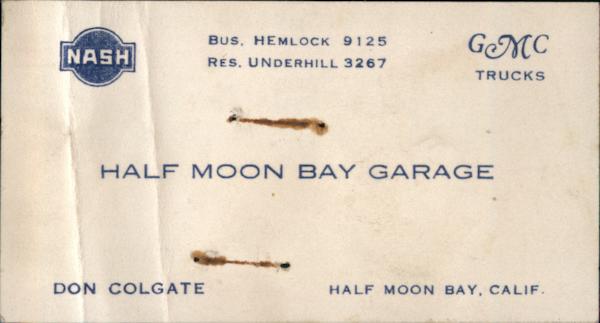 NASH
BUS. HEMLOCK 9125
RES. UNDERHILL 3267
GMC
TRUCKS
HALF MOON BAY GARAGE
DON COLGATE
HALF MOON BAY, CALIF.